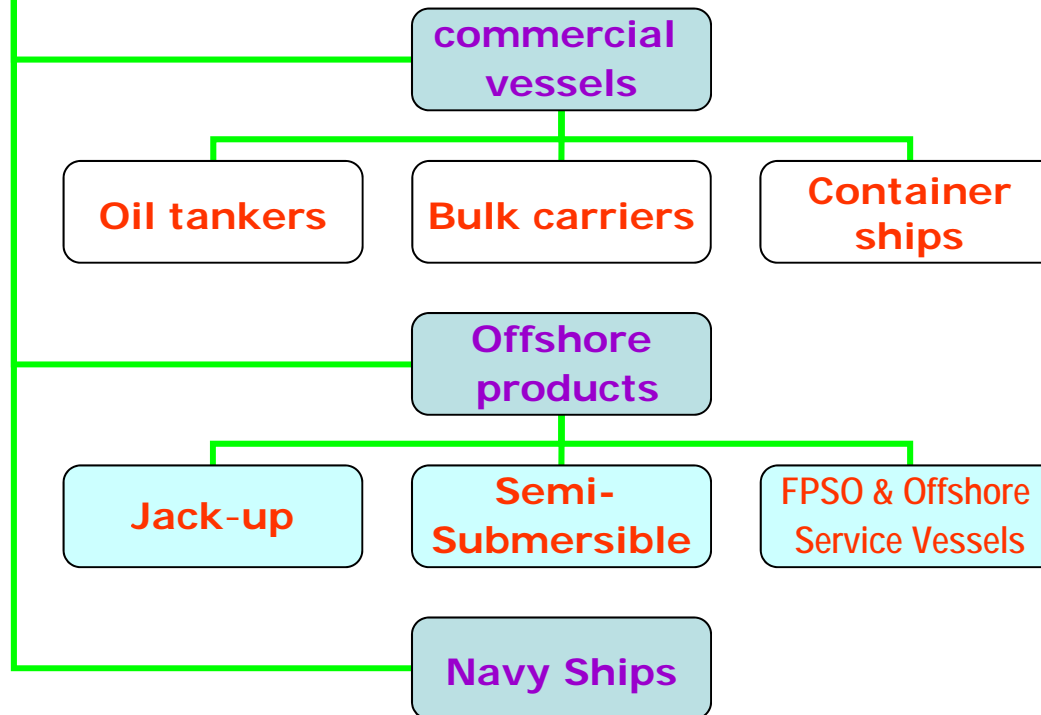 commercial
vessels
Oil tankers
Bulk carriers
Container
ships
Offshore
products
Jack-up
Semi-
Submersible
FPSO & Offshore
Service Vessels
Navy Ships